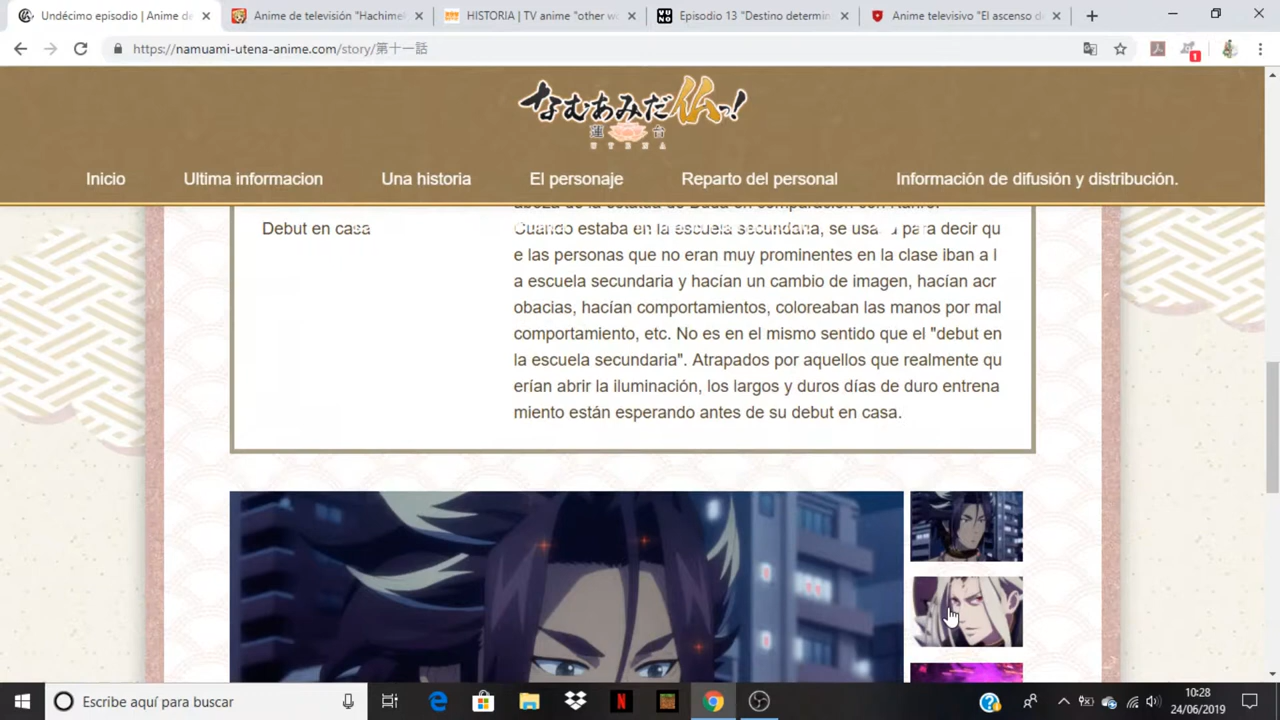 Undécimo episodio | Anime de
Anime de televisión "Hachime
HISTORIA | TV anime "other wo
Episodio 13 "Destino determin
Anime televisivo "El ascenso de
https://namuami-utena-anime.com/story/第十一話
1
なむあみだ仏っ!
蓮台
UTENA
Inicio
Ultima informacion
Una historia
El personaje
Reparto del personal
Información de difusión y distribución.
Debut en casa
Cuando estaba en la escuela secundaria, se usa a para decir qu
e las personas que no eran muy prominentes en la clase iban a l
a escuela secundaria y hacían un cambio de imagen, hacían acr
obacias, hacían comportamientos, coloreaban las manos por mal
comportamiento, etc. No es en el mismo sentido que el "debut en
la escuela secundaria". Atrapados por aquellos que realmente qu
erían abrir la iluminación, los largos y duros días de duro entrena
miento están esperando antes de su debut en casa.
Escribe aquí para buscar
10:28
24/06/2019